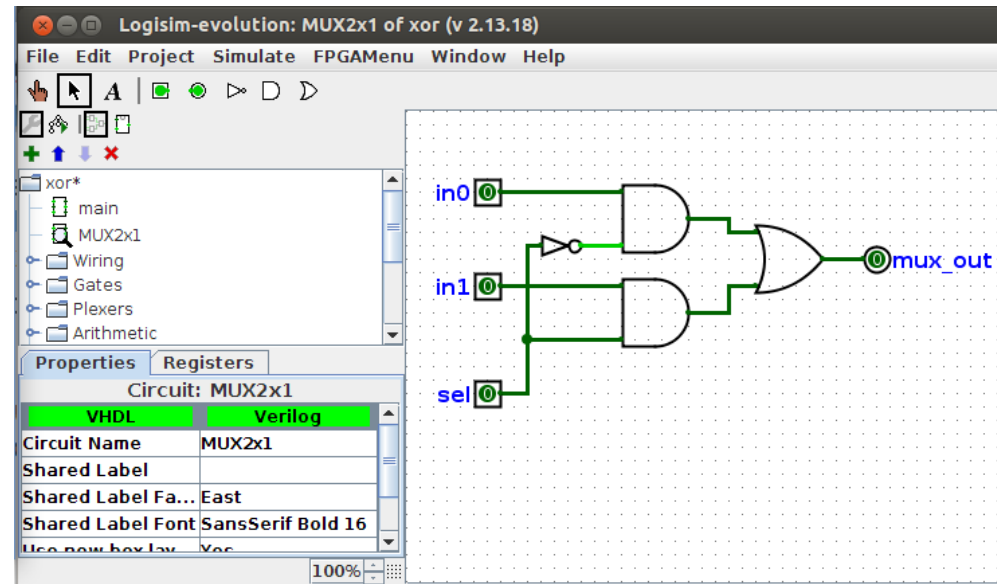 Logisim-evolution: MUX2x1 of xor (v 2.13.18)
File Edit Project Simulate FPGAMenu Window Help
A
xor*
main
MUX2x1
Wiring
Gates
Plexers
Arithmetic
Properties Registers
Circuit: MUX2x1
VHDL Verilog
Circuit Name MUX2x1
Shared Label
Shared Label Fa... East
Shared Label Font SansSerif Bold 16
100%
in0 0
in1 0
sel 0
0 mux_out